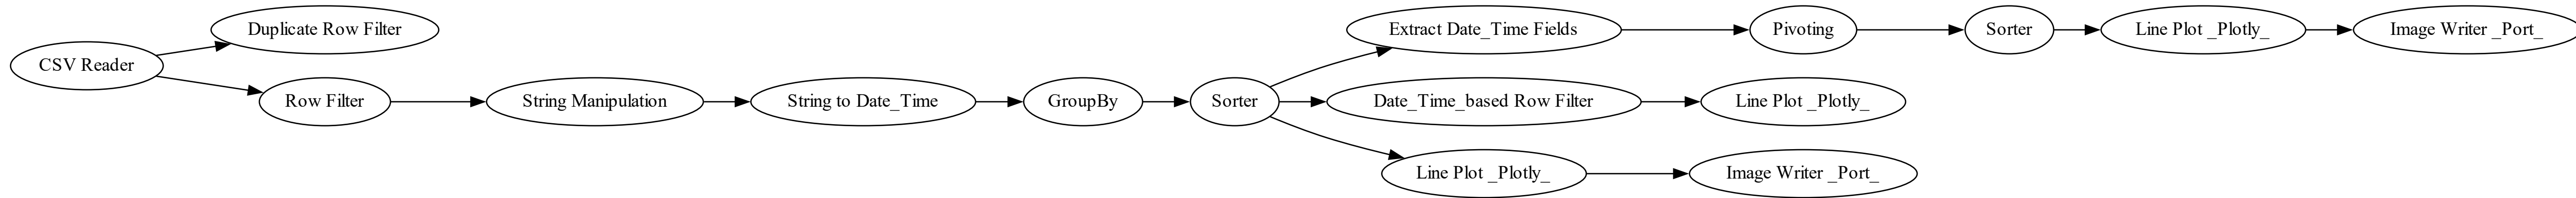 CSV Reader
Duplicate Row Filter
Row Filter
String Manipulation
String to Date_Time
GroupBy
Sorter
Extract Date_Time Fields
Pivoting
Sorter
Line Plot _Plotly_
Image Writer _Port_
Date_Time_based Row Filter
Line Plot _Plotly_
Line Plot _Plotly_
Image Writer _Port_